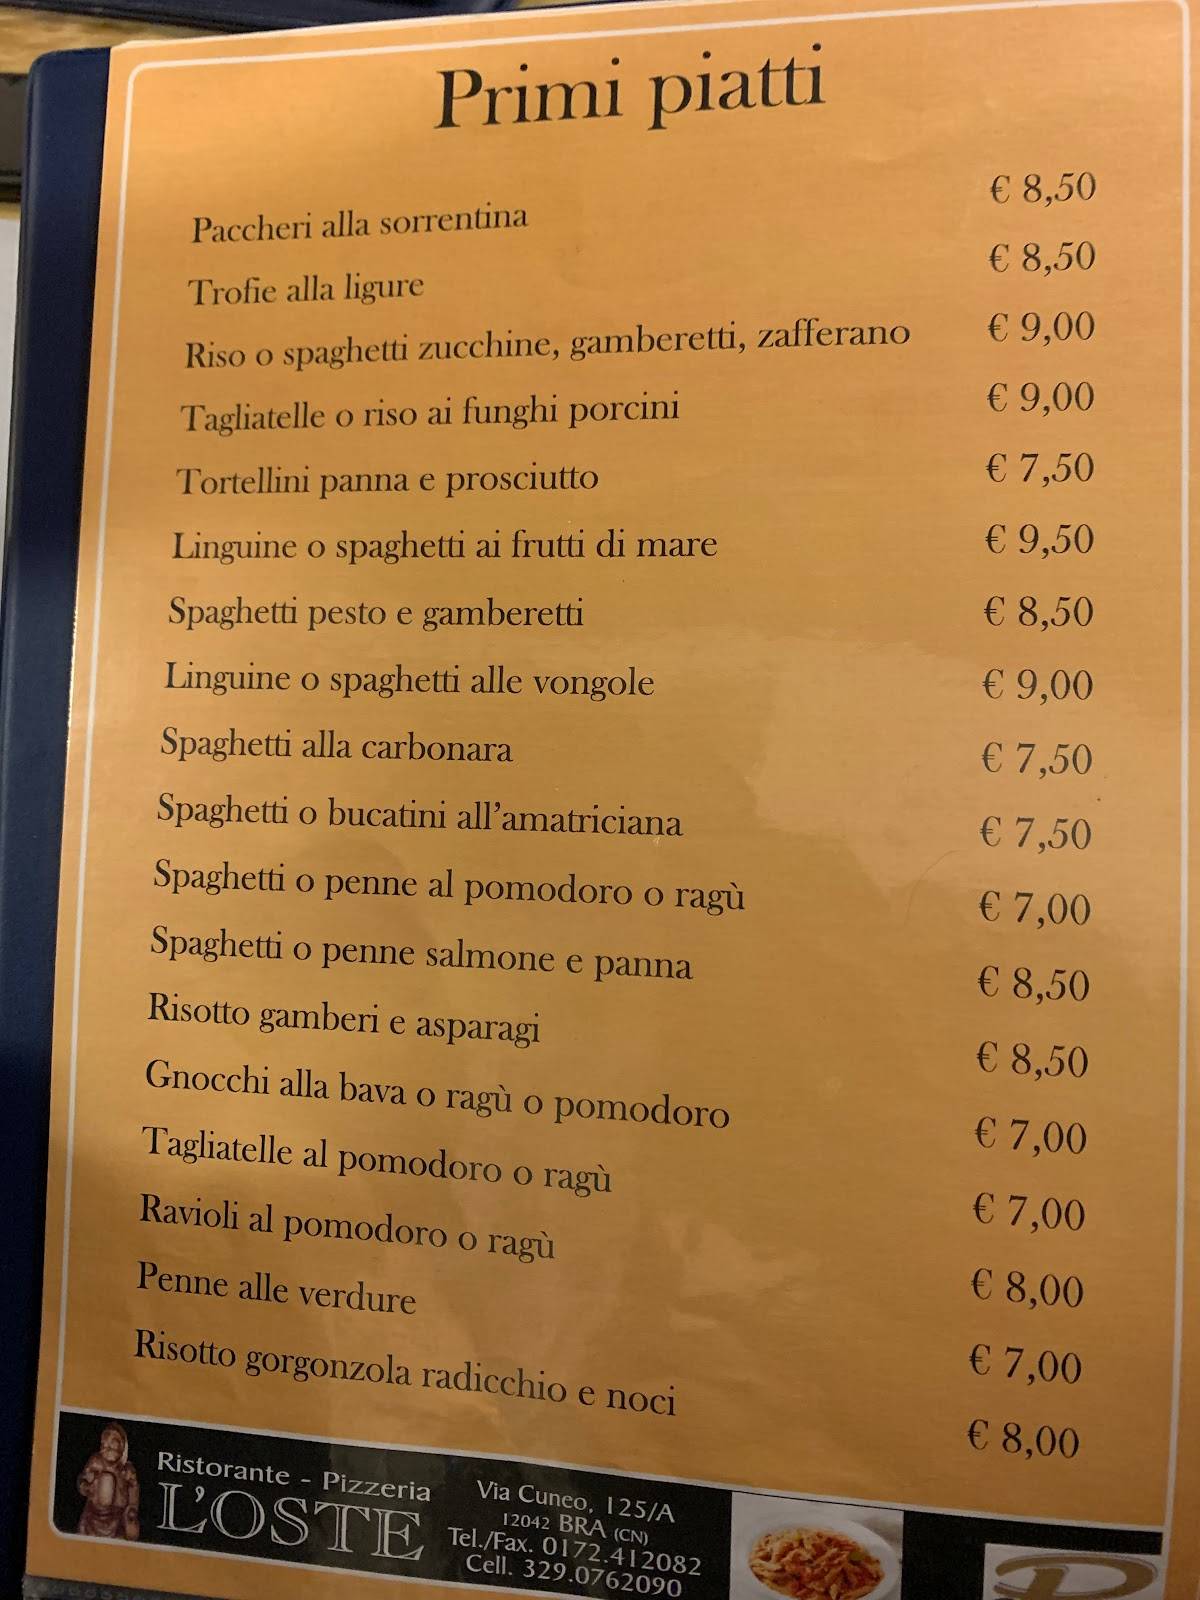 Primi piatti
Paccheri alla sorrentina € 8,50
Trofie alla ligure € 8,50
Riso o spaghetti zucchine, gamberetti, zafferano € 9,00
Tagliatelle o riso ai funghi porcini € 9,00
Tortellini panna e prosciutto € 7,50
Linguine o spaghetti ai frutti di mare € 9,50
Spaghetti pesto e gamberetti € 8,50
Linguine o spaghetti alle vongole € 9,00
Spaghetti alla carbonara € 7,50
Spaghetti o bucatini all'amatriciana € 7,50
Spaghetti o penne al pomodoro o ragù € 7,00
Spaghetti o penne salmone e panna € 8,50
Risotto gamberi e asparagi € 8,50
Gnocchi alla bava o ragù o pomodoro € 7,00
Tagliatelle al pomodoro o ragù € 7,00
Ravioli al pomodoro o ragù € 8,00
Penne alle verdure € 7,00
Risotto gorgonzola radicchio e noci € 8,00
Ristorante - Pizzeria
L'OSTE
Via Cuneo, 125/A
12042 BRA (CN)
Tel./Fax. 0172.412082
Cell. 329.0762090